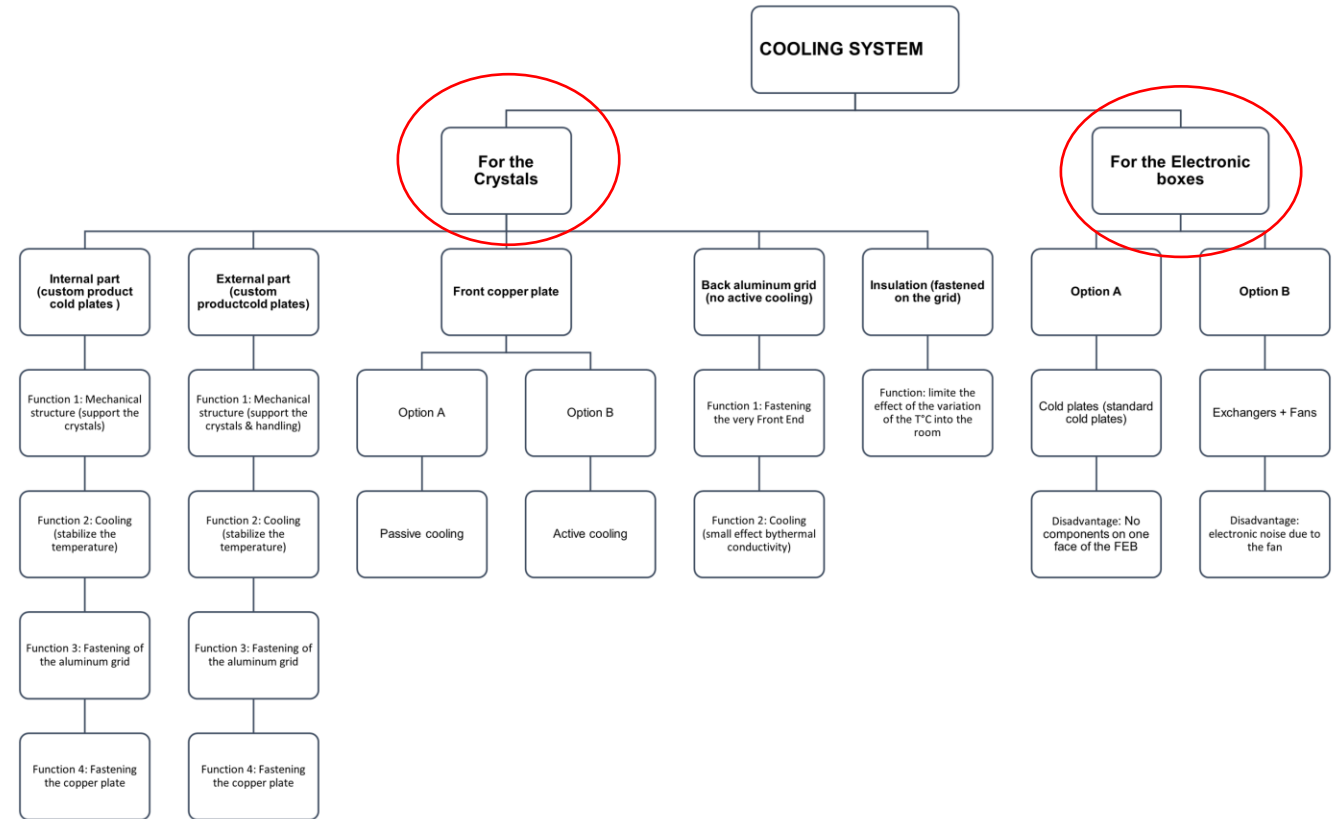 COOLING SYSTEM
For the
Crystals
For the Electronic
boxes
Internal part
(custom product
cold plates )
External part
(custom
productcold plates)
Front copper plate
Back aluminum grid
(no active cooling)
Insulation (fastened
on the grid)
Option A
Option B
Function 1: Mechanical
structure (support the
crystals)
Function 1: Mechanical
structure (support the
crystals & handling)
Option A
Option B
Function 1: Fastening
the very Front End
Function: limite the
effect of the variation
of the T°C into the
room
Cold plates (standard
cold plates)
Exchangers + Fans
Function 2: Cooling
(stabilize the
temperature)
Function 2: Cooling
(stabilize the
temperature)
Passive cooling
Active cooling
Function 2: Cooling
(small effect bythermal
conductivity)
Disadvantage: No
components on one
face of the FEB
Disadvantage:
electronic noise due to
the fan
Function 3: Fastening of
the aluminum grid
Function 3: Fastening of
the aluminum grid
Function 4: Fastening
the copper plate
Function 4: Fastening
the copper plate